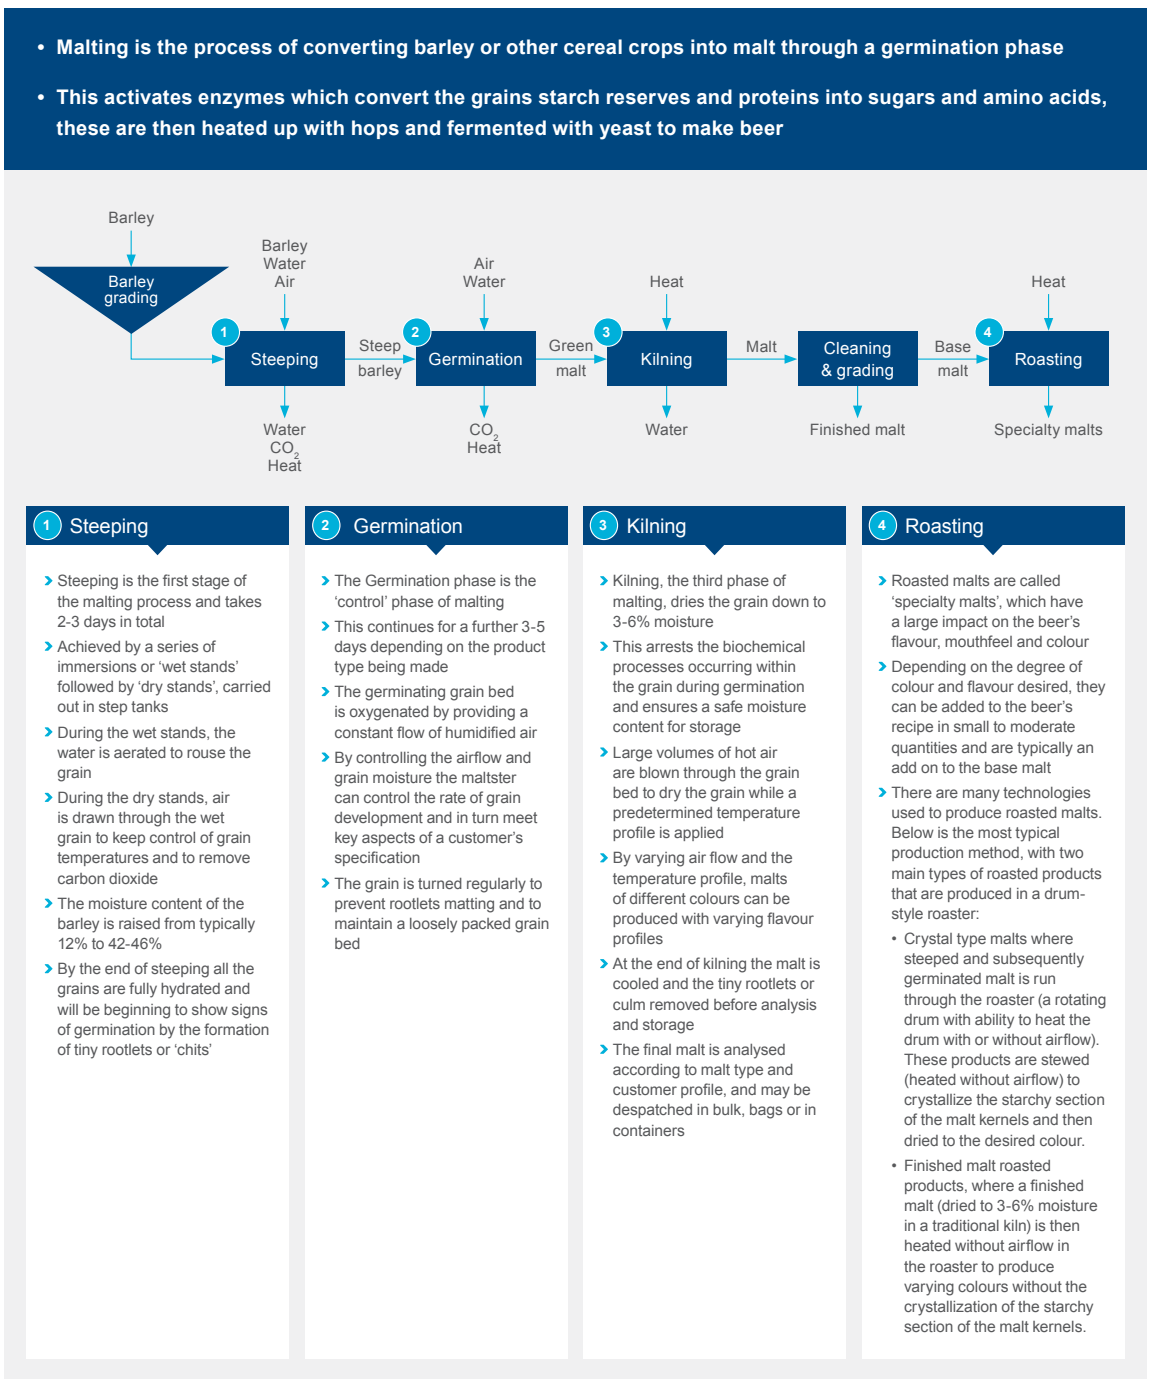 • Malting is the process of converting barley or other cereal crops into malt through a germination phase
• This activates enzymes which convert the grains starch reserves and proteins into sugars and amino acids,
these are then heated up with hops and fermented with yeast to make beer
Barley
Barley
grading
Barley
Water
Air
1
Steeping
Water
CO2
Heat
Steep
barley
Air
Water
2
Germination
CO2
Heat
Green
malt
Heat
3
Kilning
Water
Malt
Cleaning
& grading
Finished malt
Base
malt
Heat
4
Roasting
Specialty malts
1 Steeping
Steeping is the first stage of
the malting process and takes
2-3 days in total
Achieved by a series of
immersions or ‘wet stands’
followed by ‘dry stands’, carried
out in step tanks
During the wet stands, the
water is aerated to rouse the
grain
During the dry stands, air
is drawn through the wet
grain to keep control of grain
temperatures and to remove
carbon dioxide
The moisture content of the
barley is raised from typically
12% to 42-46%
By the end of steeping all the
grains are fully hydrated and
will be beginning to show signs
of germination by the formation
of tiny rootlets or ‘chits’
2 Germination
The Germination phase is the
‘control’ phase of malting
This continues for a further 3-5
days depending on the product
type being made
The germinating grain bed
is oxygenated by providing a
constant flow of humidified air
By controlling the airflow and
grain moisture the maltster
can control the rate of grain
development and in turn meet
key aspects of a customer’s
specification
The grain is turned regularly to
prevent rootlets matting and to
maintain a loosely packed grain
bed
3 Kilning
Kilning, the third phase of
malting, dries the grain down to
3-6% moisture
This arrests the biochemical
processes occurring within
the grain during germination
and ensures a safe moisture
content for storage
Large volumes of hot air
are blown through the grain
bed to dry the grain while a
predetermined temperature
profile is applied
By varying air flow and the
temperature profile, malts
of different colours can be
produced with varying flavour
profiles
At the end of kilning the malt is
cooled and the tiny rootlets or
culm removed before analysis
and storage
The final malt is analysed
according to malt type and
customer profile, and may be
despatched in bulk, bags or in
containers
4 Roasting
Roasted malts are called
‘specialty malts’, which have
a large impact on the beer’s
flavour, mouthfeel and colour
Depending on the degree of
colour and flavour desired, they
can be added to the beer’s
recipe in small to moderate
quantities and are typically an
add on to the base malt
There are many technologies
used to produce roasted malts.
Below is the most typical
production method, with two
main types of roasted products
that are produced in a drum-
style roaster:
• Crystal type malts where
steeped and subsequently
germinated malt is run
through the roaster (a rotating
drum with ability to heat the
drum with or without airflow).
These products are stewed
(heated without airflow) to
crystallize the starchy section
of the malt kernels and then
dried to the desired colour.
• Finished malt roasted
products, where a finished
malt (dried to 3-6% moisture
in a traditional kiln) is then
heated without airflow in
the roaster to produce
varying colours without the
crystallization of the starchy
section of the malt kernels.